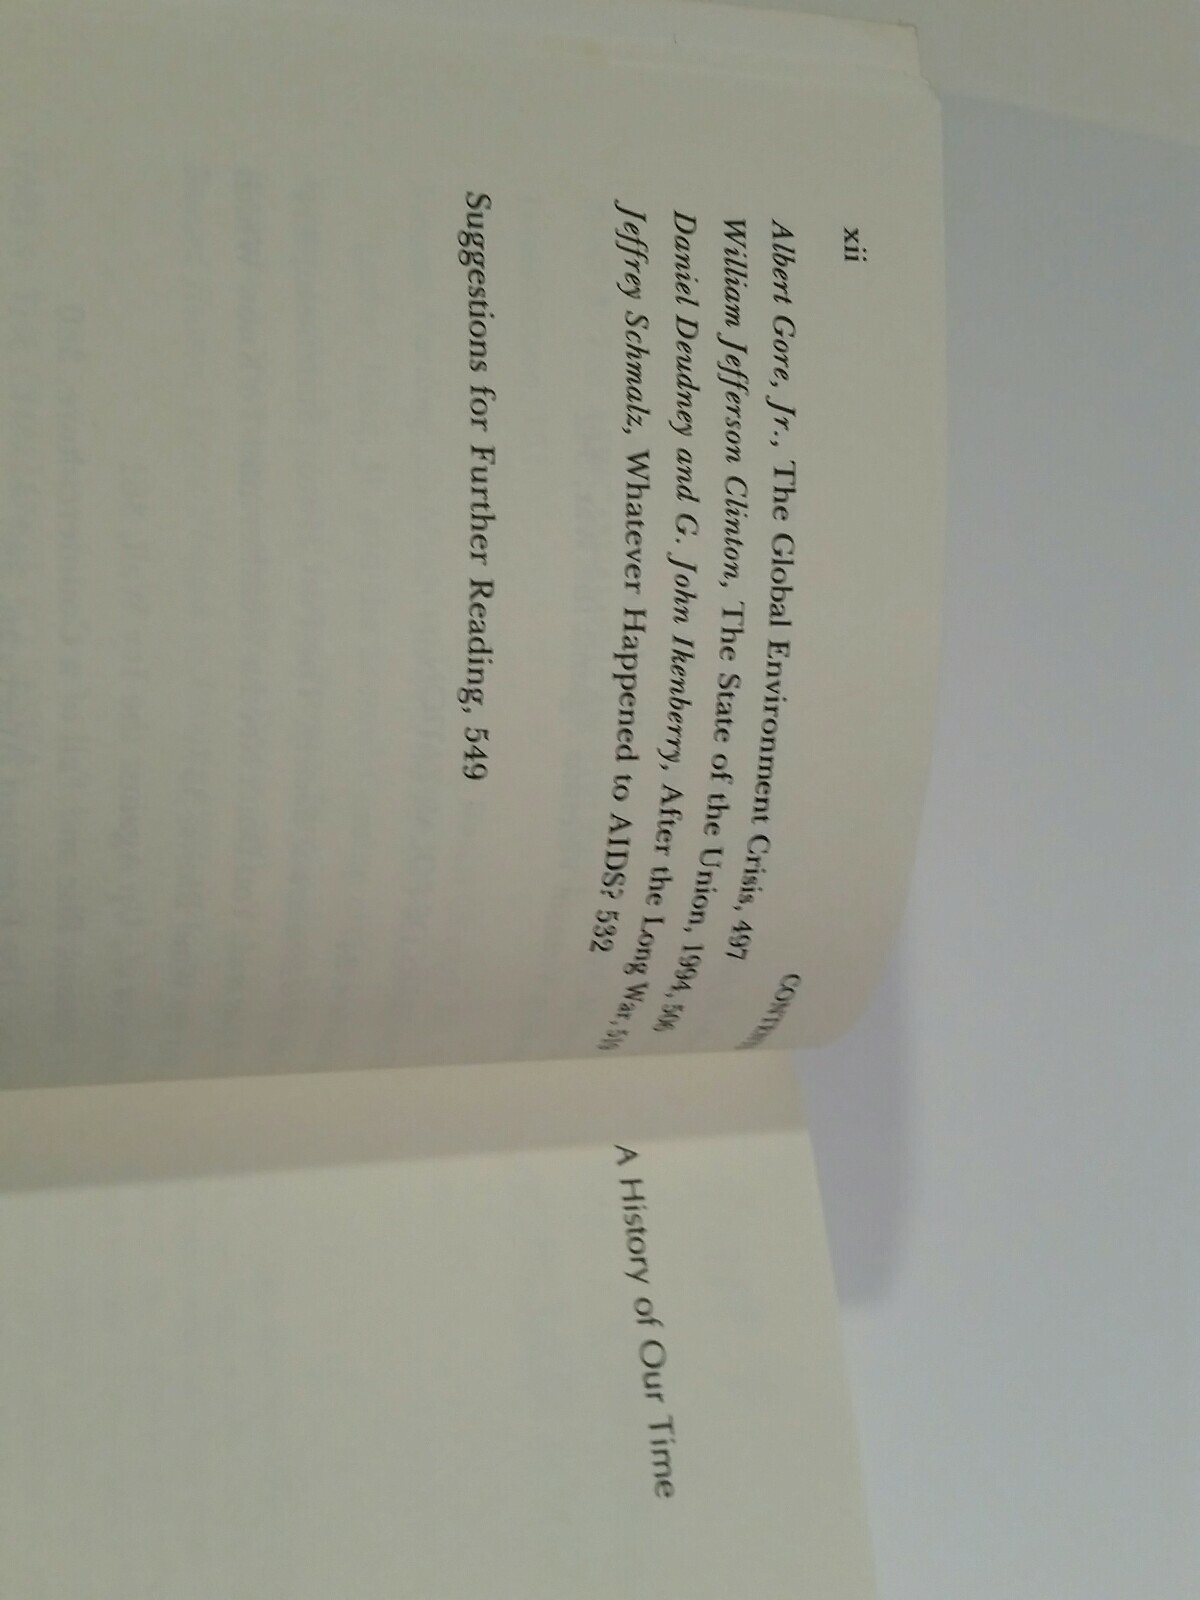 xii
CONTENTS
Albert Gore, Jr., The Global Environment Crisis, 497
William Jefferson Clinton, The State of the Union, 1994, 506
Daniel Deudney and G. John Ikenberry, After the Long War,
Jeffrey Schmalz, Whatever Happened to AIDS? 532
Suggestions for Further Reading, 549
A History of Our Time